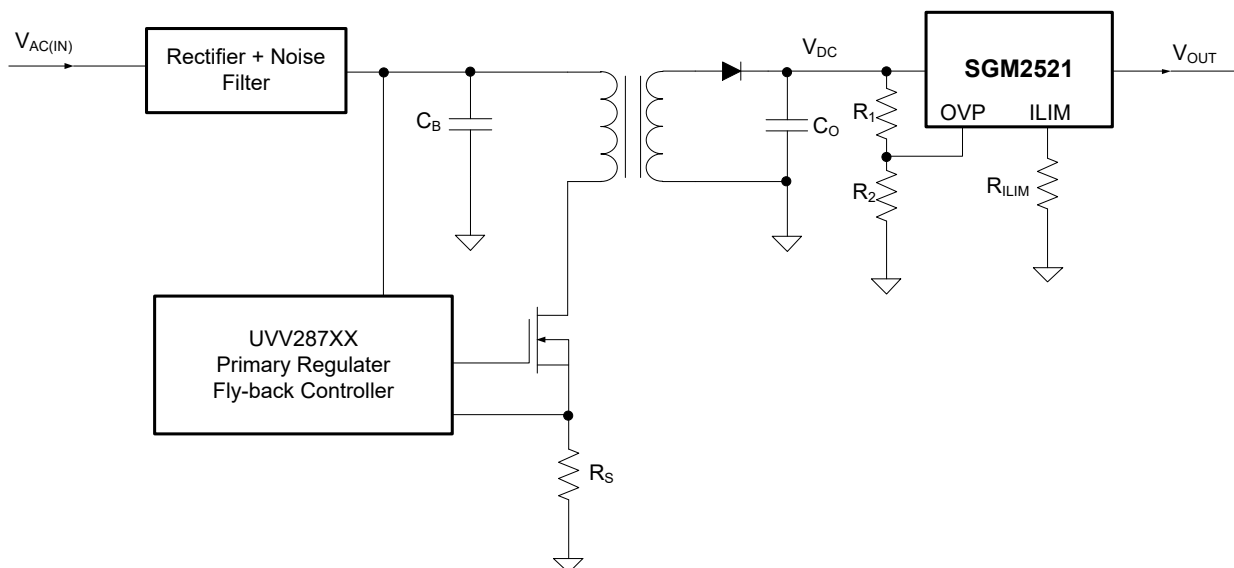 VAC(IN)
Rectifier + Noise
Filter
CB
VDC
CO
R1
R2
SGM2521
OVP ILIM
VOUT
RILIM
UVV287XX
Primary Regulater
Fly-back Controller
RS